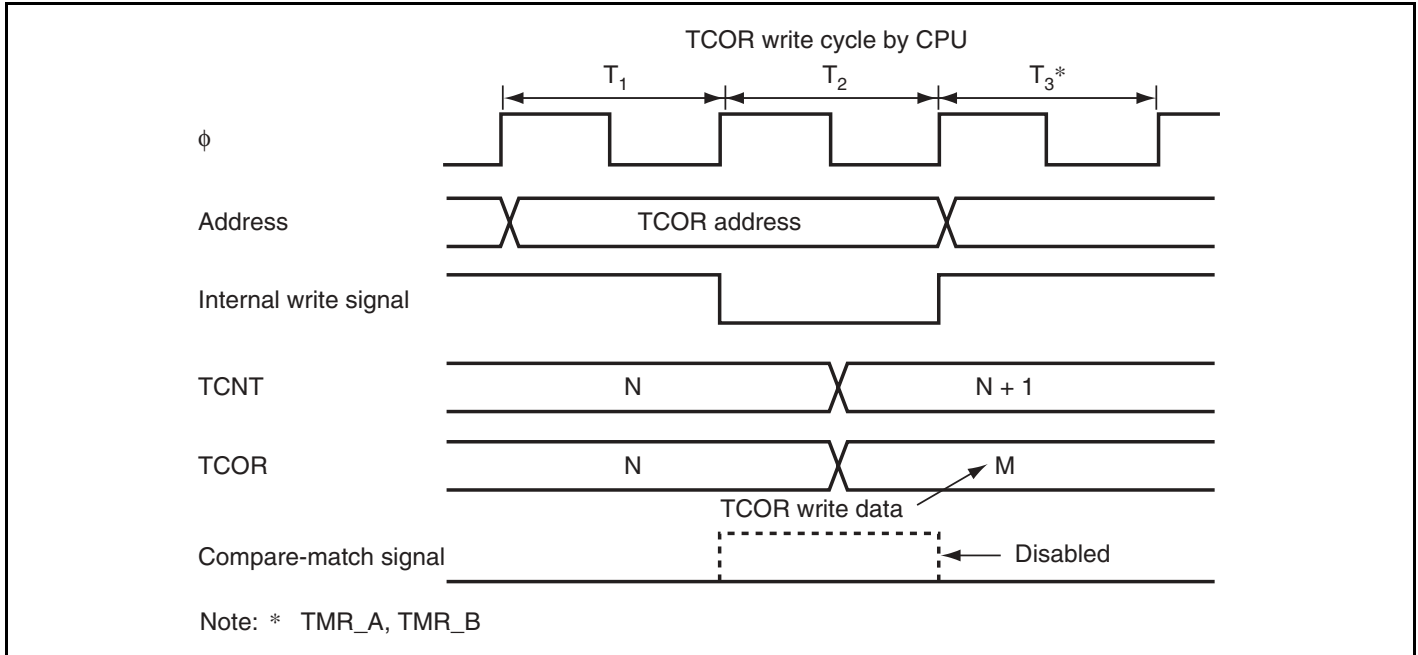 TCOR write cycle by CPU
T1 T2 T3*
φ
Address TCOR address
Internal write signal
TCNT N N + 1
TCOR N M
TCOR write data
Compare-match signal Disabled
Note: * TMR_A, TMR_B